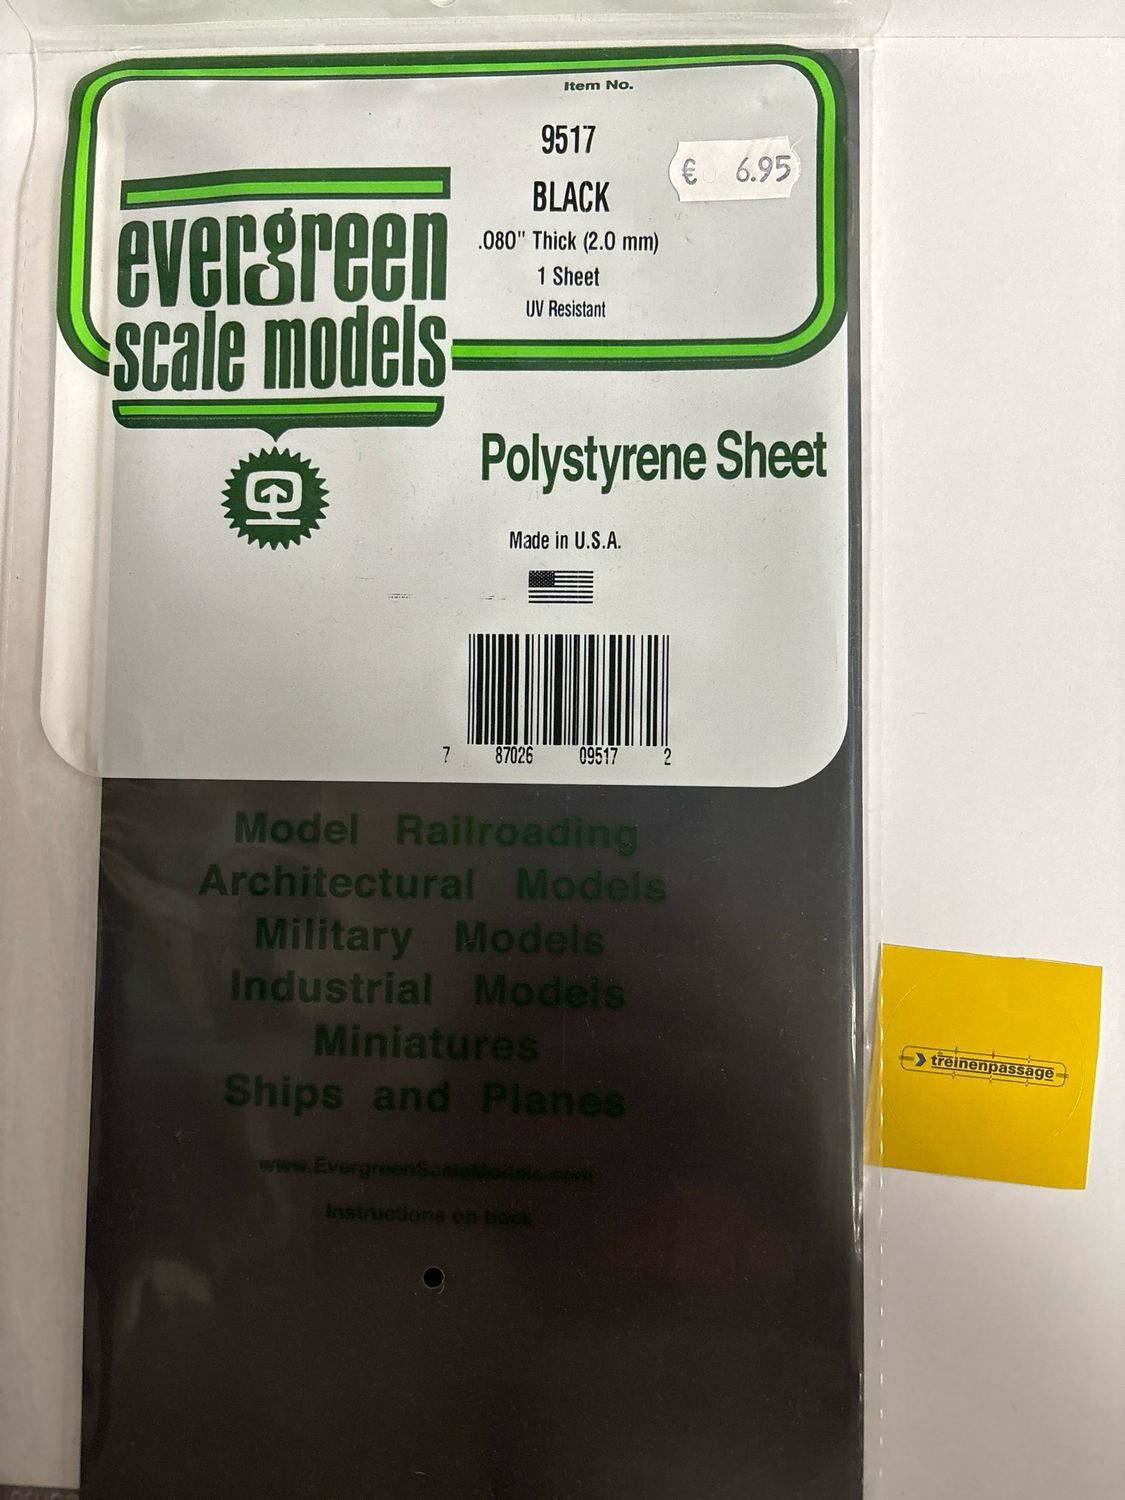 Item No.
9517
BLACK
€ 6.95
.080" Thick (2.0 mm)
1 Sheet
UV Resistant
evergreen
scale models
Polystyrene Sheet
Made in U.S.A.
7 87026 09517 2
Model Railroading
Architectural Models
Military Models
Industrial Models
Miniatures
Ships and Planes
www.EvergreenScaleModels.com
Instructions on back
treinenpassage